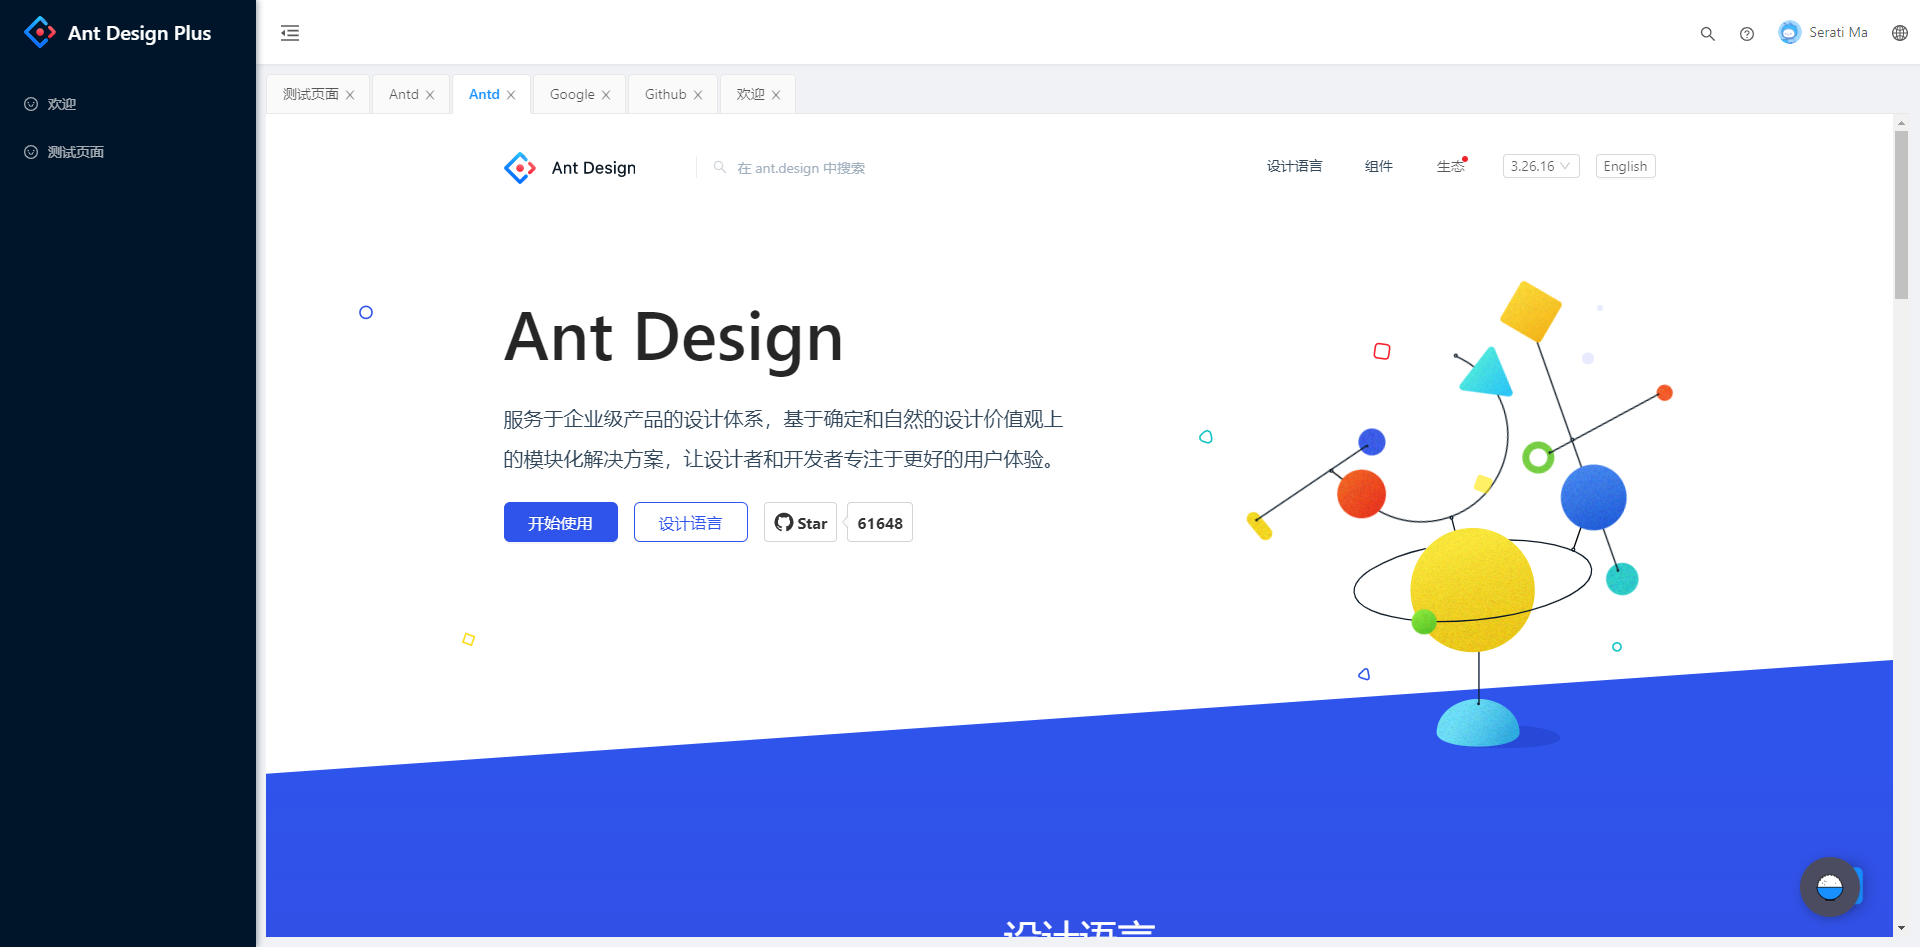 Ant Design Plus
Serati Ma
欢迎
测试页面
测试页面
Antd
Antd
Google
Github
欢迎
Ant Design
在 ant.design 中搜索
设计语言
组件
生态
3.26.16
English
Ant Design
服务于企业级产品的设计体系，基于确定和自然的设计价值观上
的模块化解决方案，让设计者和开发者专注于更好的用户体验。
开始使用
设计语言
Star
61648
设计语言